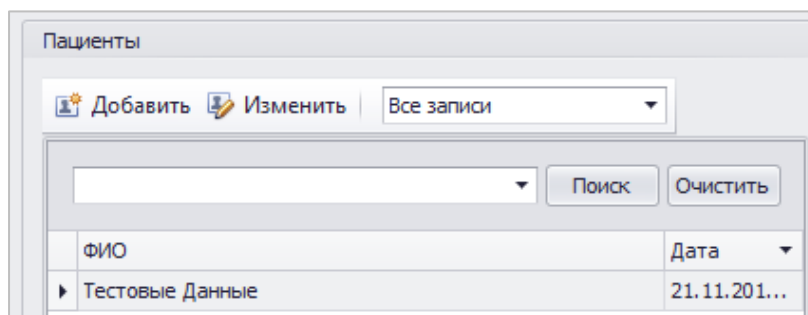 Пациенты
Добавить Изменить Все записи
Поиск Очистить
ФИО Дата
Тестовые Данные 21.11.201...